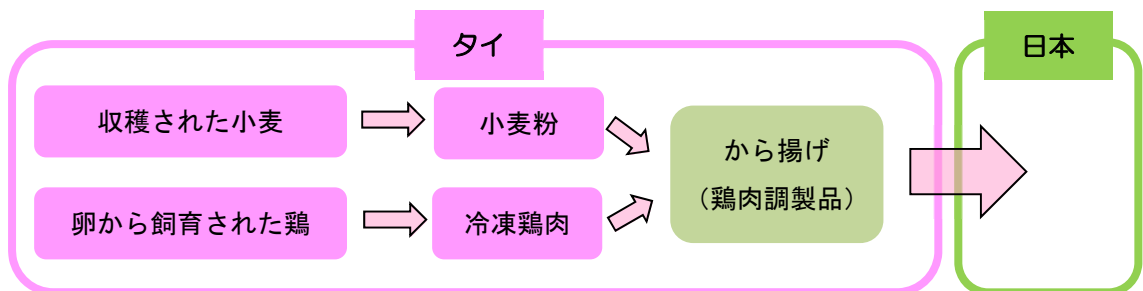 タイ
日本
収穫された小麦
小麦粉
から揚げ
（鶏肉調製品）
卵から飼育された鶏
冷凍鶏肉